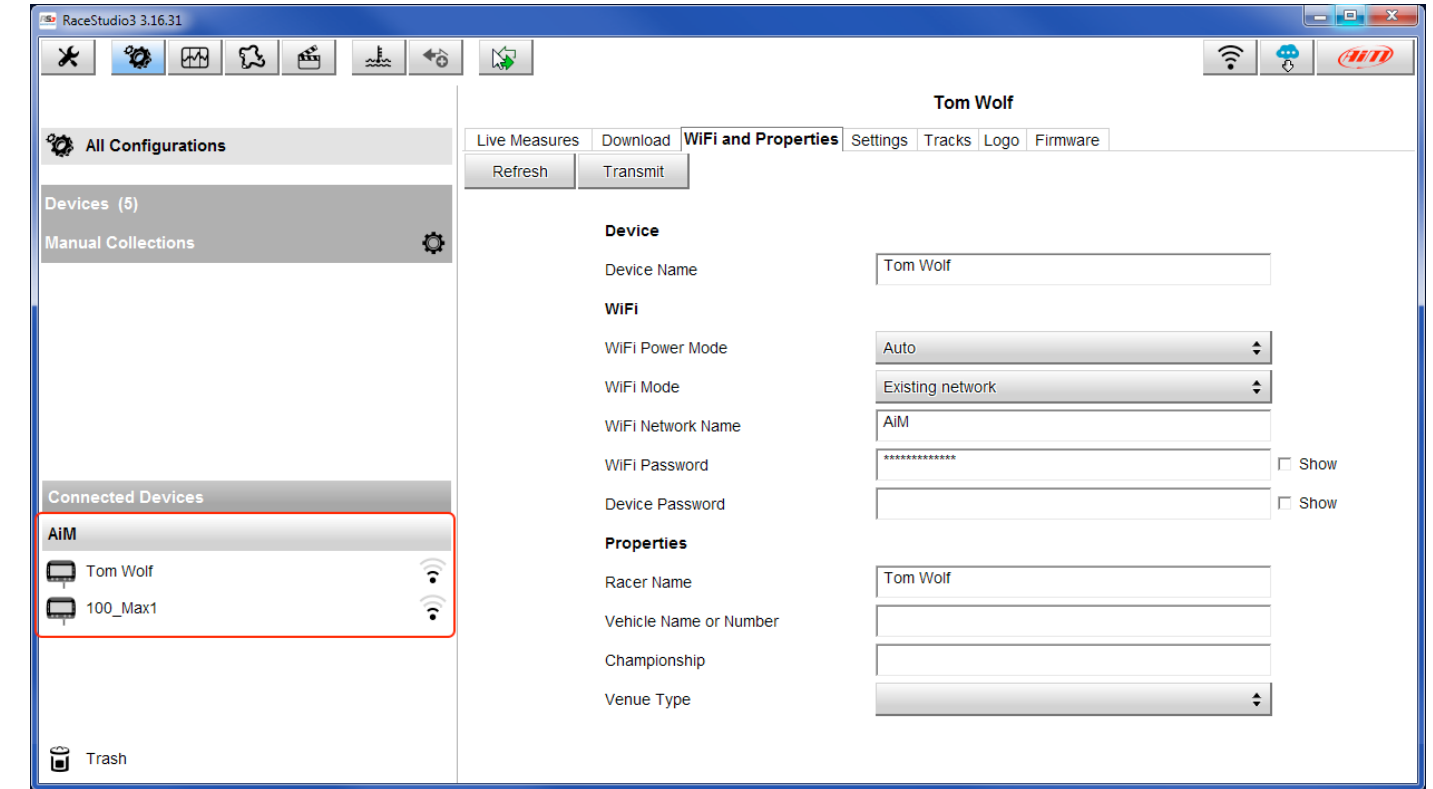 RaceStudio3 3.16.31
AiM
Tom Wolf
All Configurations
Live Measures Download WiFi and Properties Settings Tracks Logo Firmware
Refresh Transmit
Devices (5)
Manual Collections
Device
Device Name Tom Wolf
WiFi
WiFi Power Mode Auto
WiFi Mode Existing network
WiFi Network Name AiM
WiFi Password ************* Show
Connected Devices
Device Password Show
AiM
Properties
Tom Wolf
Racer Name Tom Wolf
100_Max1
Vehicle Name or Number
Championship
Venue Type
Trash